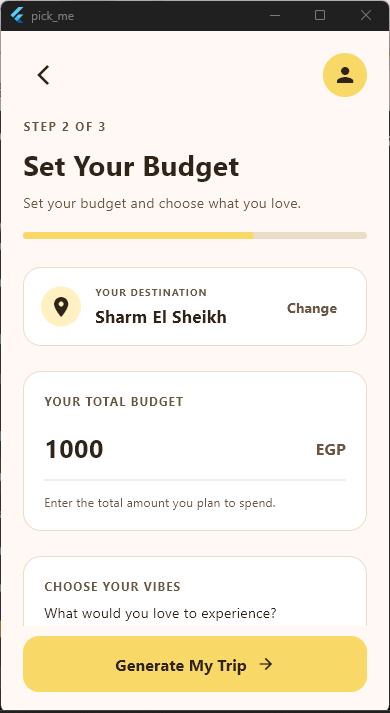 pick_me
STEP 2 OF 3
Set Your Budget
Set your budget and choose what you love.
YOUR DESTINATION
Sharm El Sheikh
Change
YOUR TOTAL BUDGET
1000
EGP
Enter the total amount you plan to spend.
CHOOSE YOUR VIBES
What would you love to experience?
Generate My Trip →